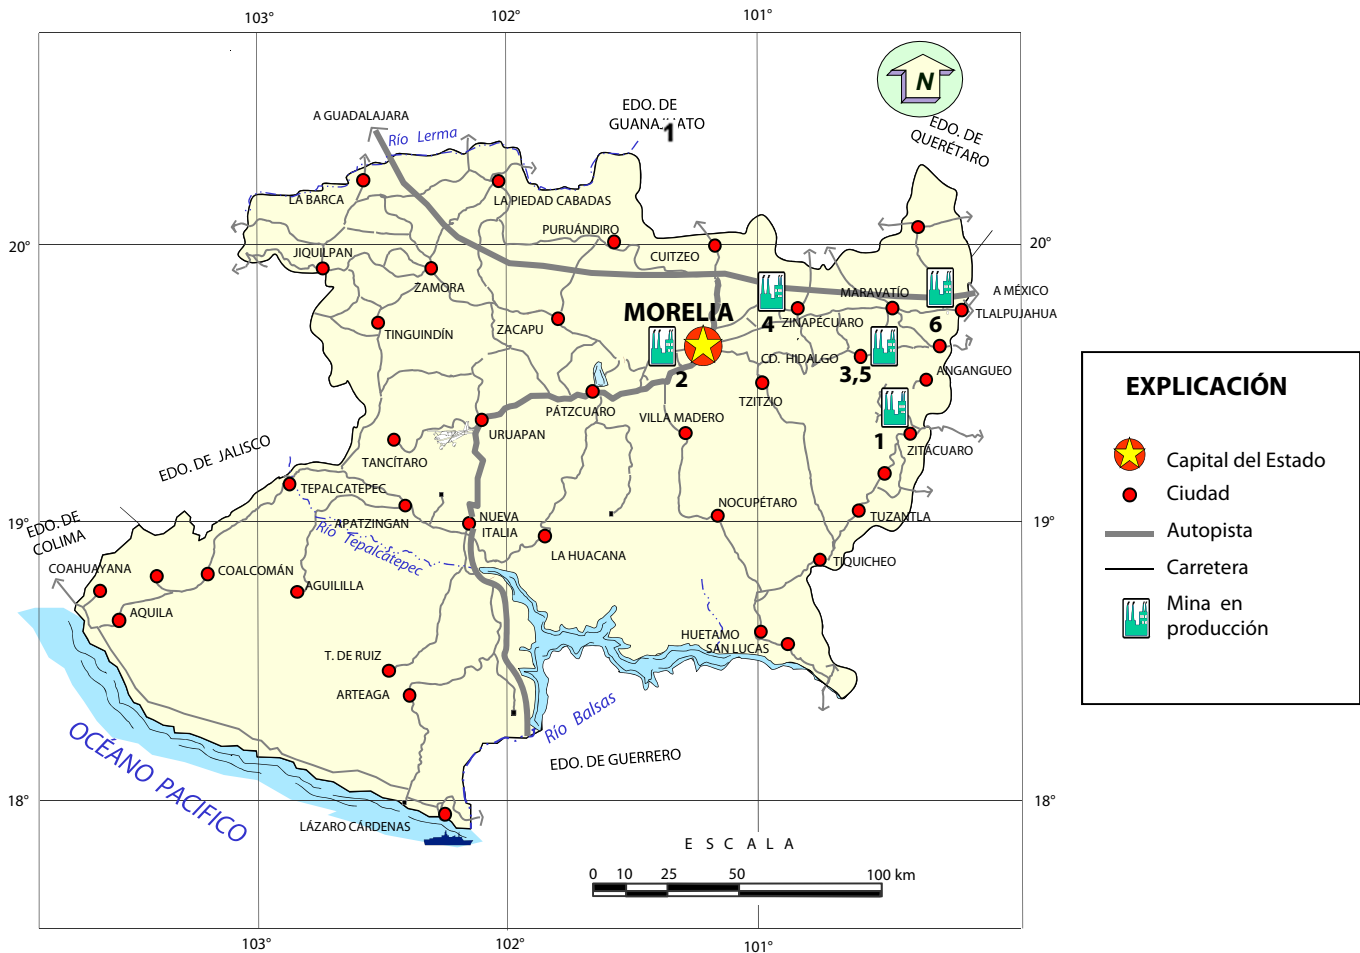 103°
102°
101°
A GUADALAJARA
Río Lerma
EDO. DE
GUANAJUATO
1
N
EDO. DE
QUERÉTARO
LA BARCA
LA PIEDAD CABADAS
PURUÁNDIRO
CUITZEO
20°
20°
JIQUILPAN
ZAMORA
MARAVATÍO
A MÉXICO
TLALPUJAHUA
MORELIA
4
ZINAPÉCUARO
6
TINGUINDÍN
ZACAPU
2
CD. HIDALGO
3,5
ANGANGUEO
PÁTZCUARO
TZITZIO
VILLA MADERO
1
URUAPAN
ZITÁCUARO
TANCÍTARO
EDO. DE JALISCO
TEPALCATEPEC
NOCUPÉTARO
TUZANTLA
EDO. DE
COLIMA
19°
19°
APATZINGAN
NUEVA
ITALIA
Río Tepalcatepec
LA HUACANA
TIQUICHEO
COAHUAYANA
COALCOMÁN
AGUILILLA
AQUILA
HUETAMO
SAN LUCAS
T. DE RUIZ
ARTEAGA
Río Balsas
EDO. DE GUERRERO
OCÉANO PACIFICO
18°
18°
LÁZARO CÁRDENAS
E S C A L A
0 10 25 50 100 km
103°
102°
101°
EXPLICACIÓN
Capital del Estado
Ciudad
Autopista
Carretera
Mina en
producción